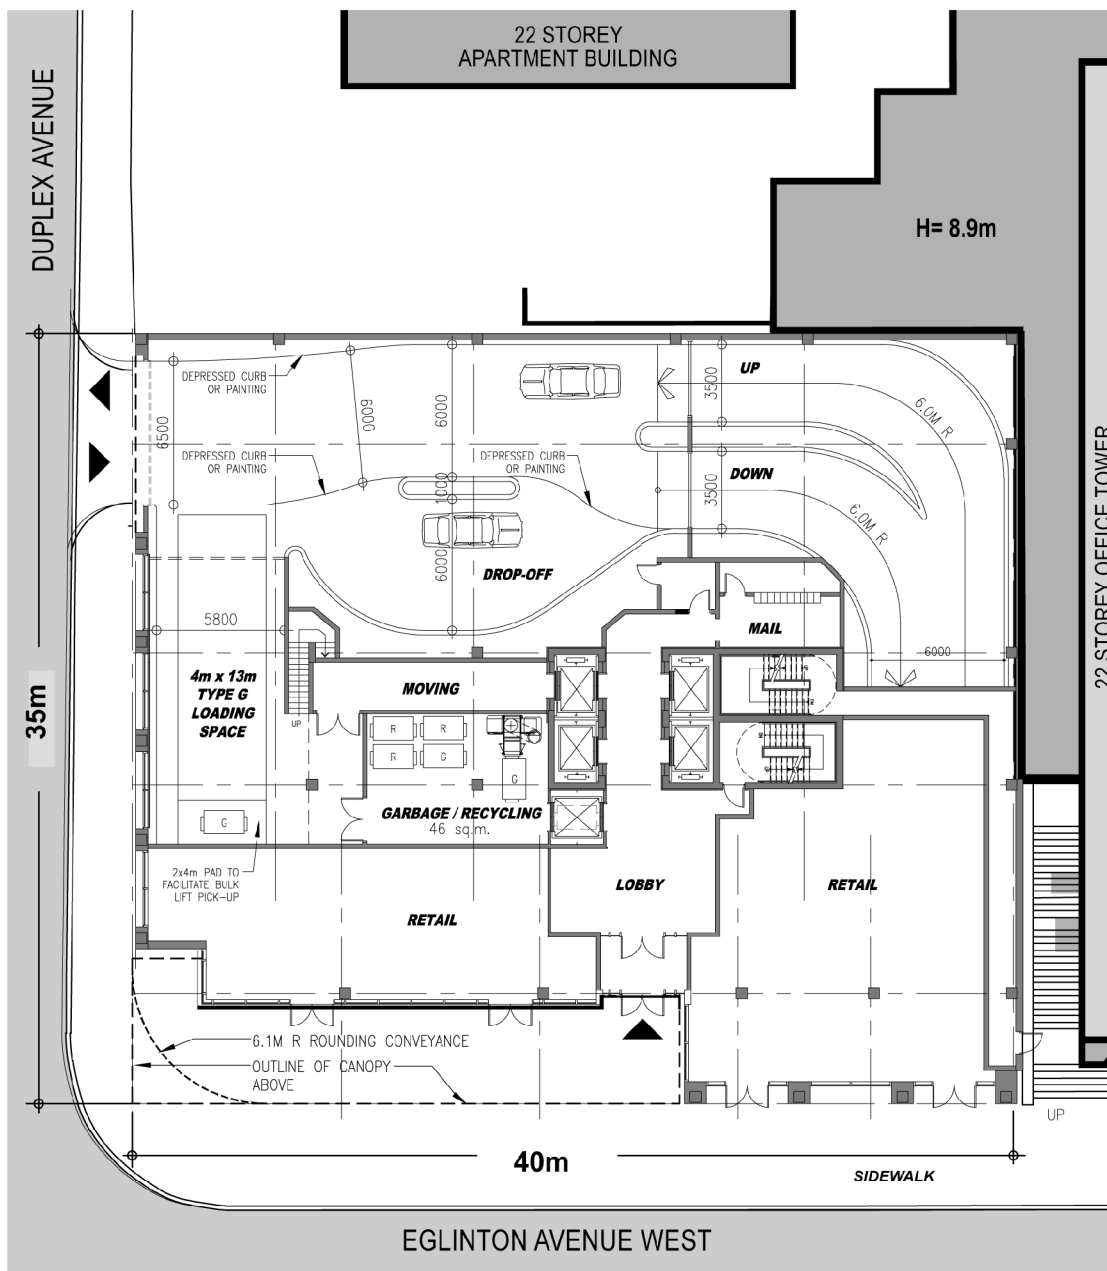 22 STOREY
APARTMENT BUILDING
DUPLEX AVENUE
H= 8.9m
DEPRESSED CURB
OR PAINTING
UP
3500
6000
6000
6.0M R
6500
22 STOREY OFFICE TOWER
DEPRESSED CURB
OR PAINTING
DEPRESSED CURB
OR PAINTING
DOWN
1000
3500
6.0M R
DROP-OFF
6000
5800
MAIL
6000
4m x 13m
TYPE G
LOADING
SPACE
MOVING
UP
35m
R
R
R
G
G
GARBAGE / RECYCLING
46 sq.m.
G
2x4m PAD TO
FACILITATE BULK
LIFT PICK-UP
LOBBY
RETAIL
RETAIL
6.1M R ROUNDING CONVEYANCE
OUTLINE OF CANOPY
ABOVE
UP
40m
SIDEWALK
EGLINTON AVENUE WEST